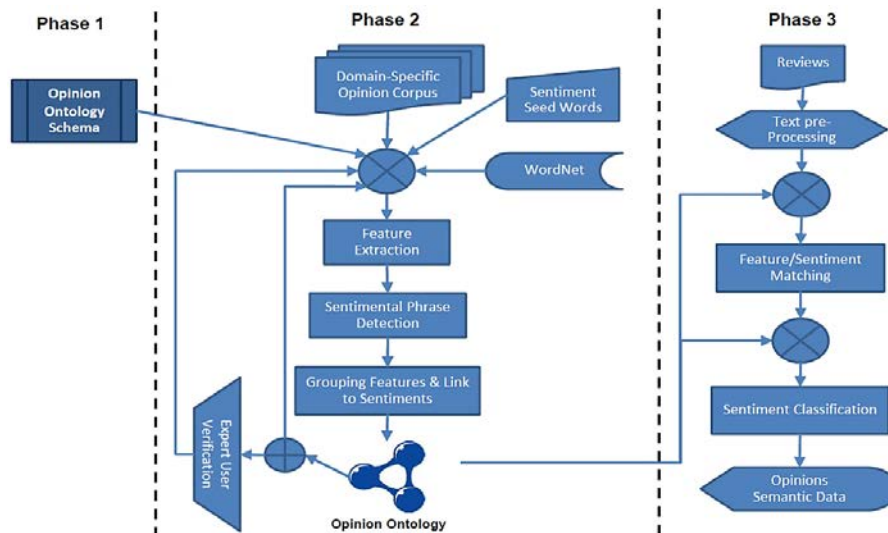 Phase 1
Opinion
Ontology
Schema
Phase 2
Domain-Specific
Opinion Corpus
Sentiment
Seed Words
WordNet
Feature
Extraction
Sentimental Phrase
Detection
Grouping Features & Link
to Sentiments
Expert User
Verification
Opinion Ontology
Phase 3
Reviews
Text pre-
Processing
Feature/Sentiment
Matching
Sentiment Classification
Opinions
Semantic Data